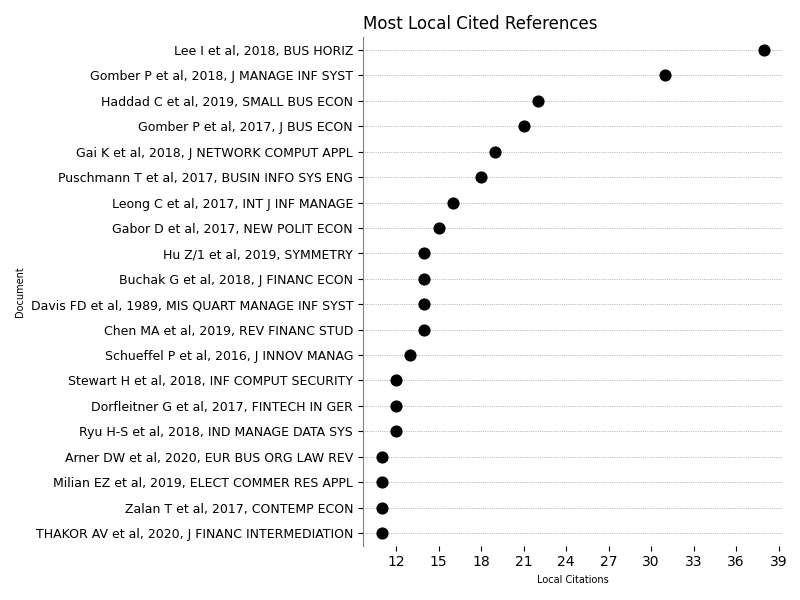 Most Local Cited References
Lee I et al, 2018, BUS HORIZ
Gomber P et al, 2018, J MANAGE INF SYST
Haddad C et al, 2019, SMALL BUS ECON
Gomber P et al, 2017, J BUS ECON
Gai K et al, 2018, J NETWORK COMPUT APPL
Puschmann T et al, 2017, BUSIN INFO SYS ENG
Leong C et al, 2017, INT J INF MANAGE
Gabor D et al, 2017, NEW POLIT ECON
Hu Z/1 et al, 2019, SYMMETRY
Buchak G et al, 2018, J FINANC ECON
Davis FD et al, 1989, MIS QUART MANAGE INF SYST
Chen MA et al, 2019, REV FINANC STUD
Schueffel P et al, 2016, J INNOV MANAG
Stewart H et al, 2018, INF COMPUT SECURITY
Dorfleitner G et al, 2017, FINTECH IN GER
Ryu H-S et al, 2018, IND MANAGE DATA SYS
Arner DW et al, 2020, EUR BUS ORG LAW REV
Milian EZ et al, 2019, ELECT COMMER RES APPL
Zalan T et al, 2017, CONTEMP ECON
THAKOR AV et al, 2020, J FINANC INTERMEDIATION
Document
12 15 18 21 24 27 30 33 36 39
Local Citations